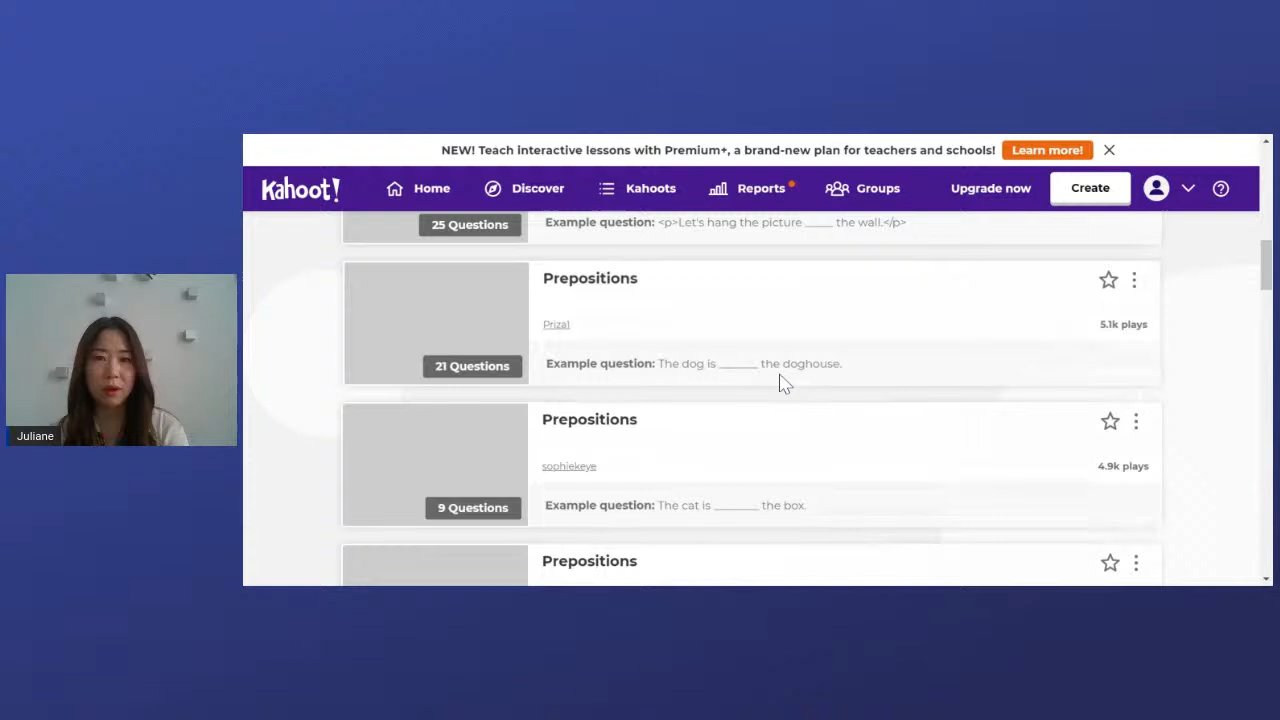 NEW! Teach interactive lessons with Premium+, a brand-new plan for teachers and schools! Learn more!
Kahoot! Home Discover Kahoots Reports Groups Upgrade now Create
25 Questions Example question: <p>Let's hang the picture _____ the wall.</p>
Prepositions
Priza1 5.1k plays
21 Questions Example question: The dog is _______ the doghouse.
Prepositions
sophiekeye 4.9k plays
9 Questions Example question: The cat is ________ the box.
Prepositions
Juliane